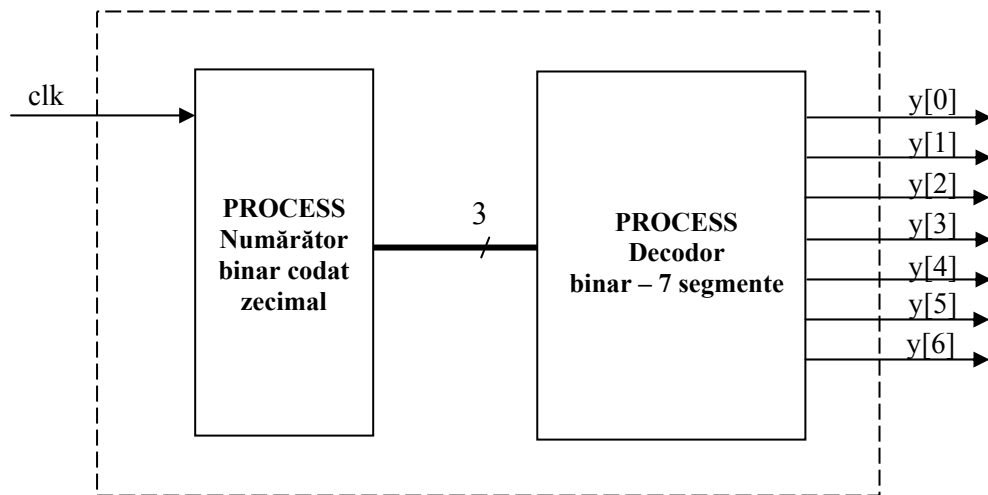 clk
PROCESS
Numărător
binar codat
zecimal
3
PROCESS
Decodor
binar – 7 segmente
y[0]
y[1]
y[2]
y[3]
y[4]
y[5]
y[6]